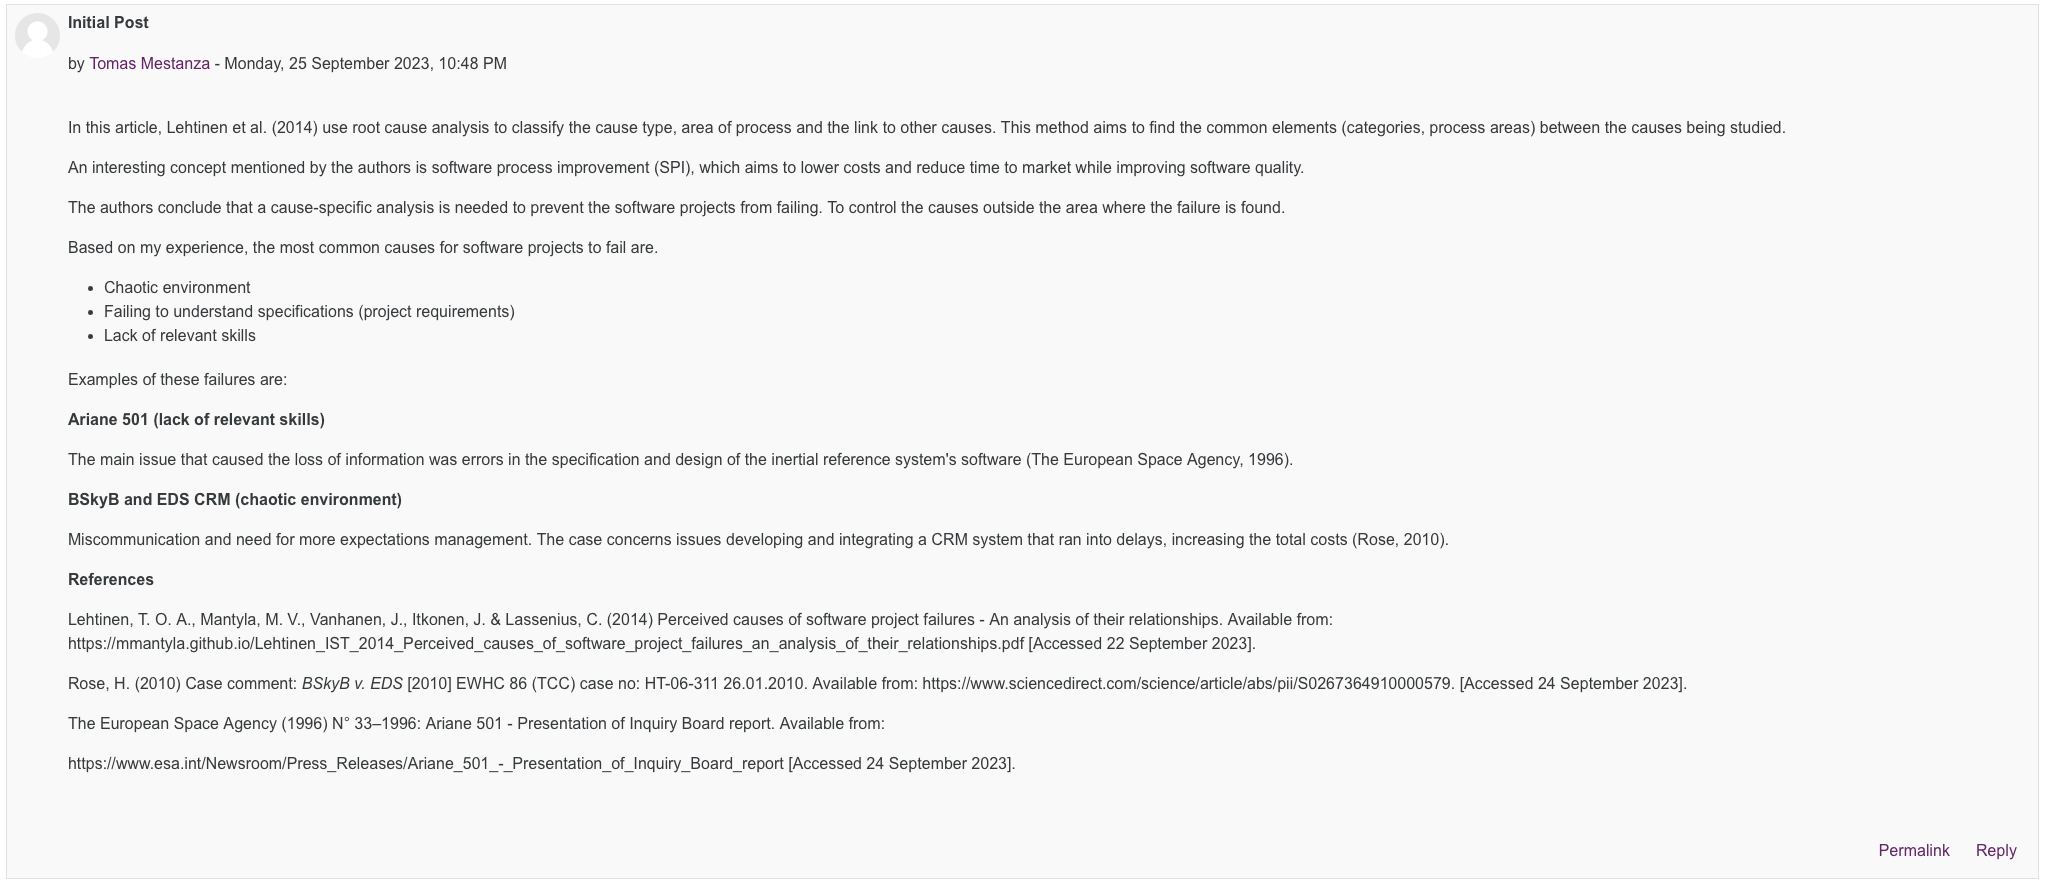 Initial Post
by Tomas Mestanza - Monday, 25 September 2023, 10:48 PM
In this article, Lehtinen et al. (2014) use root cause analysis to classify the cause type, area of process and the link to other causes. This method aims to find the common elements (categories, process areas) between the causes being studied.
An interesting concept mentioned by the authors is software process improvement (SPI), which aims to lower costs and reduce time to market while improving software quality.
The authors conclude that a cause-specific analysis is needed to prevent the software projects from failing. To control the causes outside the area where the failure is found.
Based on my experience, the most common causes for software projects to fail are.
• Chaotic environment
• Failing to understand specifications (project requirements)
• Lack of relevant skills
Examples of these failures are:
Ariane 501 (lack of relevant skills)
The main issue that caused the loss of information was errors in the specification and design of the inertial reference system's software (The European Space Agency, 1996).
BSkyB and EDS CRM (chaotic environment)
Miscommunication and need for more expectations management. The case concerns issues developing and integrating a CRM system that ran into delays, increasing the total costs (Rose, 2010).
References
Lehtinen, T. O. A., Mantyla, M. V., Vanhanen, J., Itkonen, J. & Lassenius, C. (2014) Perceived causes of software project failures - An analysis of their relationships. Available from:
https://mmantyla.github.io/Lehtinen_IST_2014_Perceived_causes_of_software_project_failures_an_analysis_of_their_relationships.pdf [Accessed 22 September 2023].
Rose, H. (2010) Case comment: BSkyB v. EDS [2010] EWHC 86 (TCC) case no: HT-06-311 26.01.2010. Available from: https://www.sciencedirect.com/science/article/abs/pii/S0267364910000579. [Accessed 24 September 2023].
The European Space Agency (1996) N° 33–1996: Ariane 501 - Presentation of Inquiry Board report. Available from:
https://www.esa.int/Newsroom/Press_Releases/Ariane_501_-_Presentation_of_Inquiry_Board_report [Accessed 24 September 2023].
Permalink Reply